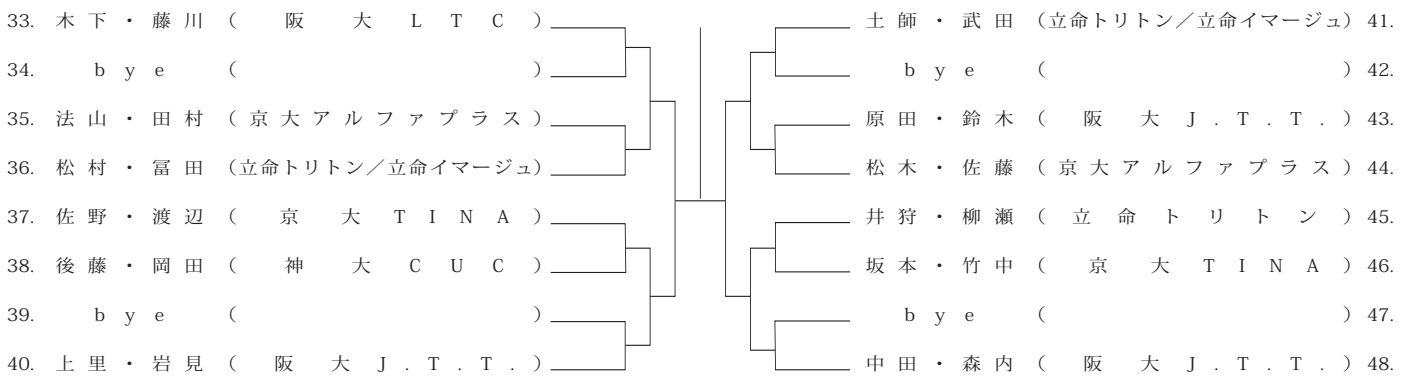 33. 木下・藤川（阪大LTC）
34. bye（　）
35. 法山・田村（京大アルファプラス）
36. 松村・冨田（立命トリトン／立命イマージュ）
37. 佐野・渡辺（京大TINA）
38. 後藤・岡田（神大CUC）
39. bye（　）
40. 上里・岩見（阪大J.T.T.）
土師・武田（立命トリトン／立命イマージュ）41.
bye（　）42.
原田・鈴木（阪大J.T.T.）43.
松木・佐藤（京大アルファプラス）44.
井狩・柳瀬（立命トリトン）45.
坂本・竹中（京大TINA）46.
bye（　）47.
中田・森内（阪大J.T.T.）48.